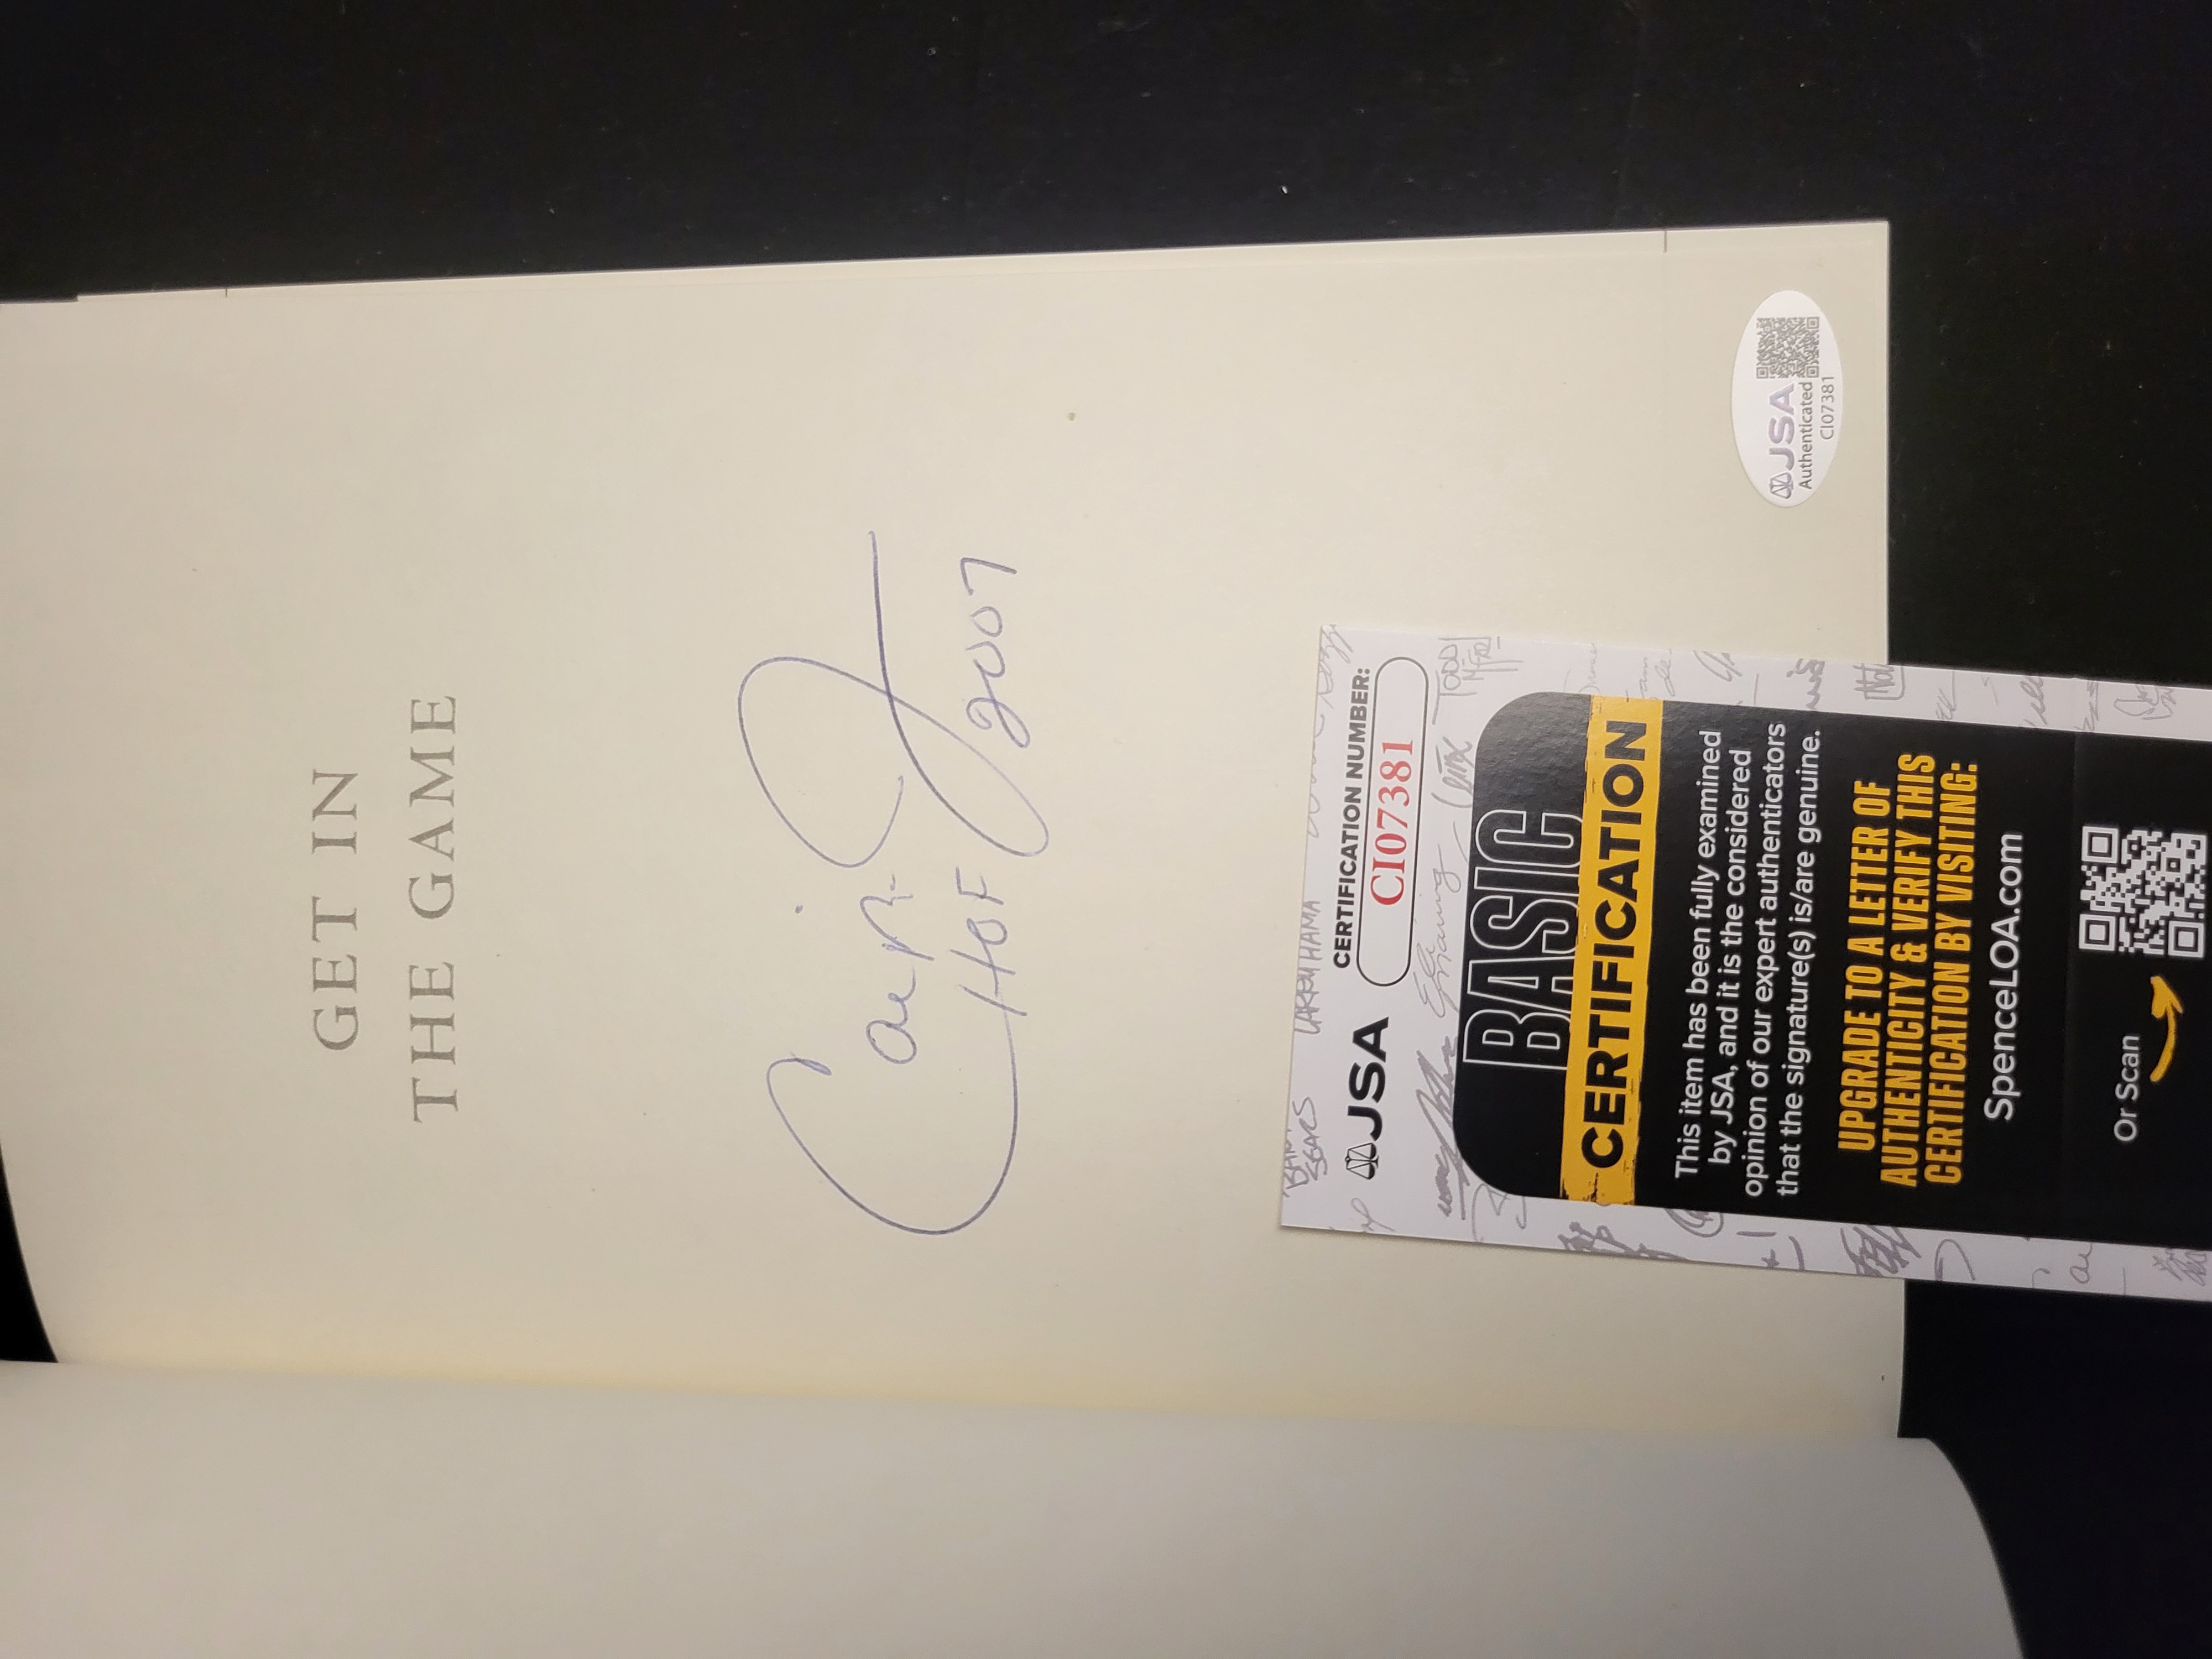 GET IN
THE GAME
HOF 2007
JSA
Authenticated
CI07381
JSA
CERTIFICATION NUMBER:
CI07381
BASIC
CERTIFICATION
This item has been fully examined
by JSA, and it is the considered
opinion of our expert authenticators
that the signature(s) is/are genuine.
UPGRADE TO A LETTER OF
AUTHENTICITY & VERIFY THIS
CERTIFICATION BY VISITING:
SpenceLOA.com
Or Scan